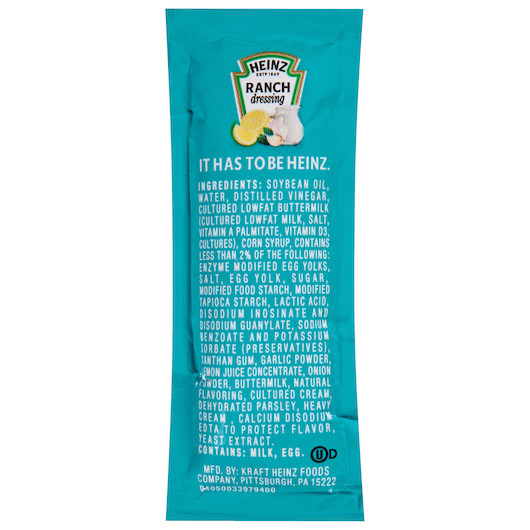 HEINZ
ESTD 1869
RANCH
dressing
IT HAS TO BE HEINZ.
INGREDIENTS: SOYBEAN OIL,
WATER, DISTILLED VINEGAR,
CULTURED LOWFAT BUTTERMILK
(CULTURED LOWFAT MILK, SALT,
VITAMIN A PALMITATE, VITAMIN D3,
CULTURES), CORN SYRUP, CONTAINS
LESS THAN 2% OF THE FOLLOWING:
ENZYME MODIFIED EGG YOLKS,
SALT, EGG YOLK, SUGAR,
MODIFIED FOOD STARCH, MODIFIED
TAPIOCA STARCH, LACTIC ACID,
DISODIUM INOSINATE AND
DISODIUM GUANYLATE, SODIUM
BENZOATE AND POTASSIUM
SORBATE (PRESERVATIVES),
XANTHAN GUM, GARLIC POWDER,
LEMON JUICE CONCENTRATE, ONION
POWDER, BUTTERMILK, NATURAL
FLAVORING, CULTURED CREAM,
DEHYDRATED PARSLEY, HEAVY
CREAM , CALCIUM DISODIUM
EDTA TO PROTECT FLAVOR,
YEAST EXTRACT.
CONTAINS: MILK, EGG.
U D
MFD. BY: KRAFT HEINZ FOODS
COMPANY, PITTSBURGH, PA 15222
04050033979400